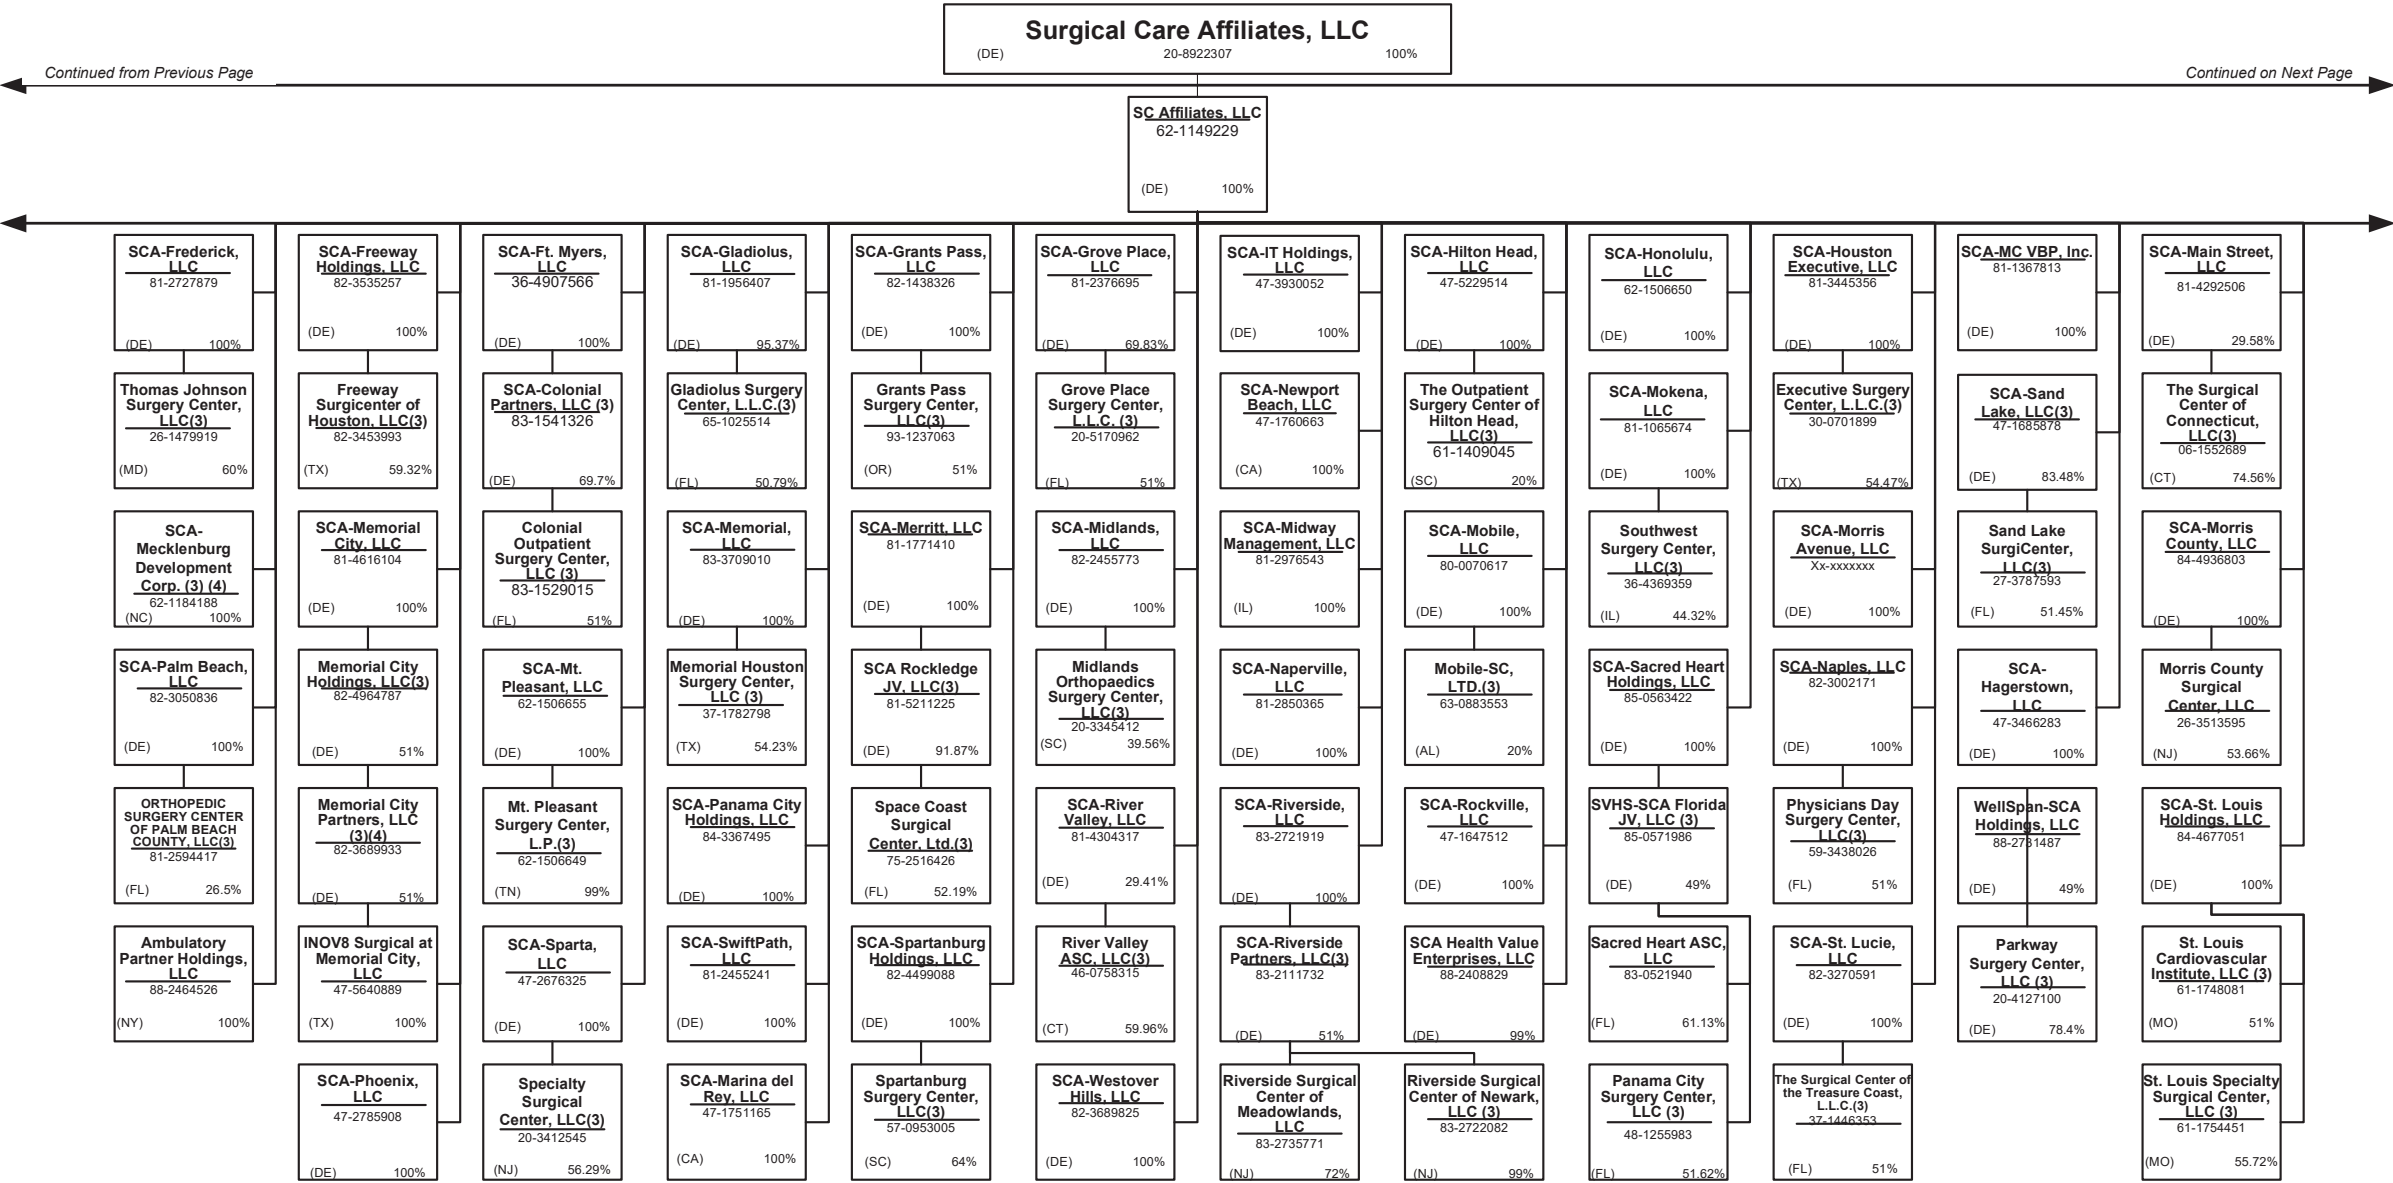 Surgical Care Affiliates, LLC
(DE) 20-8922307 100%
Continued from Previous Page
Continued on Next Page
SC Affiliates, LLC
62-1149229
(DE) 100%
SCA-Frederick,
LLC
81-2727879
(DE) 100%
SCA-Freeway
Holdings, LLC
82-3535257
(DE) 100%
SCA-Ft. Myers,
LLC
36-4907566
(DE) 100%
SCA-Gladiolus,
LLC
81-1956407
(DE) 95.37%
SCA-Grants Pass,
LLC
82-1438326
(DE) 100%
SCA-Grove Place,
LLC
81-2376695
(DE) 69.83%
SCA-IT Holdings,
LLC
47-3930052
(DE) 100%
SCA-Hilton Head,
LLC
47-5229514
(DE) 100%
SCA-Honolulu,
LLC
62-1506650
(DE) 100%
SCA-Houston
Executive, LLC
81-3445356
(DE) 100%
SCA-MC VBP, Inc.
81-1367813
(DE) 100%
SCA-Main Street,
LLC
81-4292506
(DE) 29.58%
Thomas Johnson
Surgery Center,
LLC(3)
26-1479919
(MD) 60%
Freeway
Surgicenter of
Houston, LLC(3)
82-3453993
(TX) 59.32%
SCA-Colonial
Partners, LLC (3)
83-1541326
(DE) 69.7%
Gladiolus Surgery
Center, L.L.C.(3)
65-1025514
(FL) 50.79%
Grants Pass
Surgery Center,
LLC(3)
93-1237063
(OR) 51%
Grove Place
Surgery Center,
L.L.C. (3)
20-5170962
(FL) 51%
SCA-Newport
Beach, LLC
47-1760663
(CA) 100%
The Outpatient
Surgery Center of
Hilton Head,
LLC(3)
61-1409045
(SC) 20%
SCA-Mokena,
LLC
81-1065674
(DE) 100%
Executive Surgery
Center, L.L.C.(3)
30-0701899
(TX) 54.47%
SCA-Sand
Lake, LLC(3)
47-1685878
(DE) 83.48%
The Surgical
Center of
Connecticut,
LLC(3)
06-1552689
(CT) 74.56%
SCA-
Mecklenburg
Development
Corp. (3) (4)
62-1184188
(NC) 100%
SCA-Memorial
City, LLC
81-4616104
(DE) 100%
Colonial
Outpatient
Surgery Center,
LLC (3)
83-1529015
(FL) 51%
SCA-Memorial,
LLC
83-3709010
(DE) 100%
SCA-Merritt, LLC
81-1771410
(DE) 100%
SCA-Midlands,
LLC
82-2455773
(DE) 100%
SCA-Midway
Management, LLC
81-2976543
(IL) 100%
SCA-Mobile,
LLC
80-0070617
(DE) 100%
Southwest
Surgery Center,
LLC(3)
36-4369359
(IL) 44.32%
SCA-Morris
Avenue, LLC
Xx-xxxxxxx
(DE) 100%
Sand Lake
SurgiCenter,
LLC(3)
27-3787593
(FL) 51.45%
SCA-Morris
County, LLC
84-4936803
(DE) 100%
SCA-Palm Beach,
LLC
82-3050836
(DE) 100%
Memorial City
Holdings, LLC(3)
82-4964787
(DE) 51%
SCA-Mt.
Pleasant, LLC
62-1506655
(DE) 100%
Memorial Houston
Surgery Center,
LLC (3)
37-1782798
(TX) 54.23%
SCA Rockledge
JV, LLC(3)
81-5211225
(DE) 91.87%
Midlands
Orthopaedics
Surgery Center,
LLC(3)
20-3345412
(SC) 39.56%
SCA-Naperville,
LLC
81-2850365
(DE) 100%
Mobile-SC,
LTD.(3)
63-0883553
(AL) 20%
SCA-Sacred Heart
Holdings, LLC
85-0563422
(DE) 100%
SCA-Naples, LLC
82-3002171
(DE) 100%
SCA-
Hagerstown,
LLC
47-3466283
(DE) 100%
Morris County
Surgical
Center, LLC
26-3513595
(NJ) 53.66%
ORTHOPEDIC
SURGERY CENTER
OF PALM BEACH
COUNTY, LLC(3)
81-2594417
(FL) 26.5%
Memorial City
Partners, LLC
(3)(4)
82-3689933
(DE) 51%
Mt. Pleasant
Surgery Center,
L.P.(3)
62-1506649
(TN) 99%
SCA-Panama City
Holdings, LLC
84-3367495
(DE) 100%
Space Coast
Surgical
Center, Ltd.(3)
75-2516426
(FL) 52.19%
SCA-River
Valley, LLC
81-4304317
(DE) 29.41%
SCA-Riverside,
LLC
83-2721919
(DE) 100%
SCA-Rockville,
LLC
47-1647512
(DE) 100%
SVHS-SCA Florida
JV, LLC (3)
85-0571986
(DE) 49%
Physicians Day
Surgery Center,
LLC(3)
59-3438026
(FL) 51%
WellSpan-SCA
Holdings, LLC
88-2731487
(DE) 49%
SCA-St. Louis
Holdings, LLC
84-4677051
(DE) 100%
Ambulatory
Partner Holdings,
LLC
88-2464526
(NY) 100%
INOV8 Surgical at
Memorial City,
LLC
47-5640889
(TX) 100%
SCA-Sparta,
LLC
47-2676325
(DE) 100%
SCA-SwiftPath,
LLC
81-2455241
(DE) 100%
SCA-Spartanburg
Holdings, LLC
82-4499088
(DE) 100%
River Valley
ASC, LLC(3)
46-0758315
(CT) 59.96%
SCA-Riverside
Partners, LLC(3)
83-2111732
(DE) 51%
SCA Health Value
Enterprises, LLC
88-2408829
(DE) 99%
Sacred Heart ASC,
LLC
83-0521940
(FL) 61.13%
SCA-St. Lucie,
LLC
82-3270591
(DE) 100%
Parkway
Surgery Center,
LLC (3)
20-4127100
(DE) 78.4%
St. Louis
Cardiovascular
Institute, LLC (3)
61-1748081
(MO) 51%
SCA-Phoenix,
LLC
47-2785908
(DE) 100%
Specialty
Surgical
Center, LLC(3)
20-3412545
(NJ) 56.29%
SCA-Marina del
Rey, LLC
47-1751165
(CA) 100%
Spartanburg
Surgery Center,
LLC(3)
57-0953005
(SC) 64%
SCA-Westover
Hills, LLC
82-3689825
(DE) 100%
Riverside Surgical
Center of
Meadowlands,
LLC
83-2735771
(NJ) 72%
Riverside Surgical
Center of Newark,
LLC (3)
83-2722082
(NJ) 99%
Panama City
Surgery Center,
LLC (3)
48-1255983
(FL) 51.62%
The Surgical Center of
the Treasure Coast,
L.L.C.(3)
37-1446353
(FL) 51%
St. Louis Specialty
Surgical Center,
LLC (3)
61-1754451
(MO) 55.72%